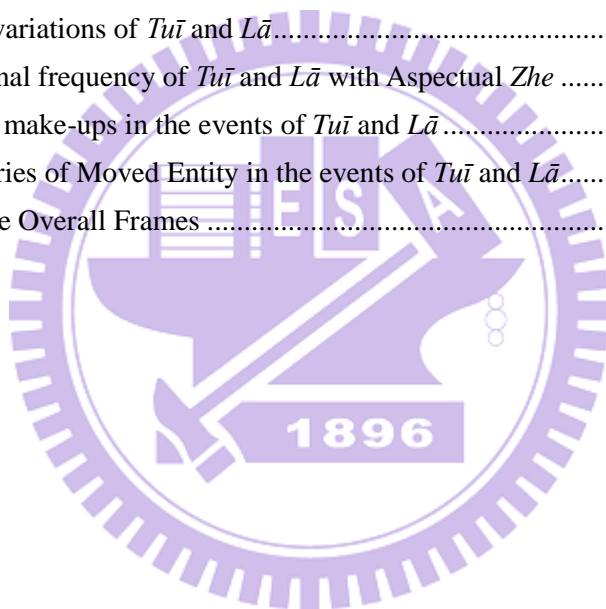 variations of Tuī and Lā..........................................
nal frequency of Tuī and Lā with Aspectual Zhe ......
make-ups in the events of Tuī and Lā .....................
ries of Moved Entity in the events of Tuī and Lā......
e Overall Frames ....................................................
E S A
1896